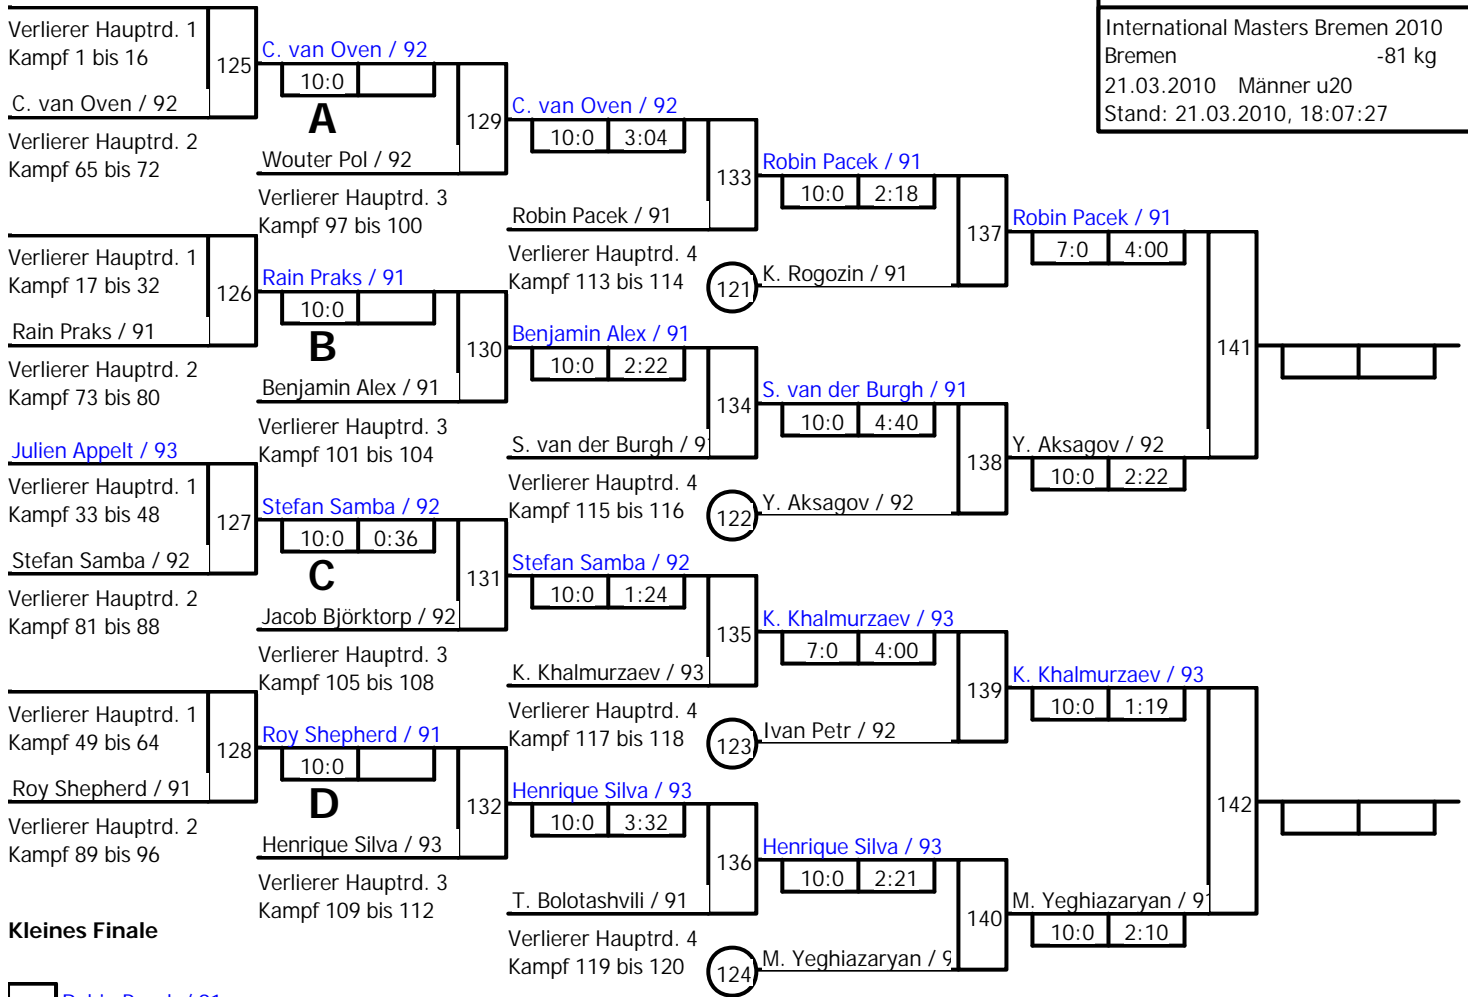 International Masters Bremen 2010
Bremen -81 kg
21.03.2010 Männer u20
Stand: 21.03.2010, 18:07:27
Verlierer Hauptrd. 1
Kampf 1 bis 16
125
C. van Oven / 92
Verlierer Hauptrd. 2
Kampf 65 bis 72
Verlierer Hauptrd. 1
Kampf 17 bis 32
126
Rain Praks / 91
Verlierer Hauptrd. 2
Kampf 73 bis 80
Julien Appelt / 93
Verlierer Hauptrd. 1
Kampf 33 bis 48
127
Stefan Samba / 92
Verlierer Hauptrd. 2
Kampf 81 bis 88
Verlierer Hauptrd. 1
Kampf 49 bis 64
128
Roy Shepherd / 91
Verlierer Hauptrd. 2
Kampf 89 bis 96
C. van Oven / 92
10:0
A
129
Wouter Pol / 92
Verlierer Hauptrd. 3
Kampf 97 bis 100
Rain Praks / 91
10:0
B
130
Benjamin Alex / 91
Verlierer Hauptrd. 3
Kampf 101 bis 104
Stefan Samba / 92
10:0 0:36
C
131
Jacob Björktorp / 92
Verlierer Hauptrd. 3
Kampf 105 bis 108
Roy Shepherd / 91
10:0
D
132
Henrique Silva / 93
Verlierer Hauptrd. 3
Kampf 109 bis 112
C. van Oven / 92
10:0 3:04
133
Robin Pacek / 91
Verlierer Hauptrd. 4
Kampf 113 bis 114
Benjamin Alex / 91
10:0 2:22
134
S. van der Burgh / 91
Verlierer Hauptrd. 4
Kampf 115 bis 116
Stefan Samba / 92
10:0 1:24
135
K. Khalmurzaev / 93
Verlierer Hauptrd. 4
Kampf 117 bis 118
Henrique Silva / 93
10:0 3:32
136
T. Bolotashvili / 91
Verlierer Hauptrd. 4
Kampf 119 bis 120
Robin Pacek / 91
10:0 2:18
137
121 K. Rogozin / 91
S. van der Burgh / 91
10:0 4:40
138
122 Y. Aksagov / 92
K. Khalmurzaev / 93
7:0 4:00
139
123 Ivan Petr / 92
Henrique Silva / 93
10:0 2:21
140
124 M. Yeghiazaryan / 9
Robin Pacek / 91
7:0 4:00
141
Y. Aksagov / 92
10:0 2:22
K. Khalmurzaev / 93
10:0 1:19
142
M. Yeghiazaryan / 91
10:0 2:10
Kleines Finale